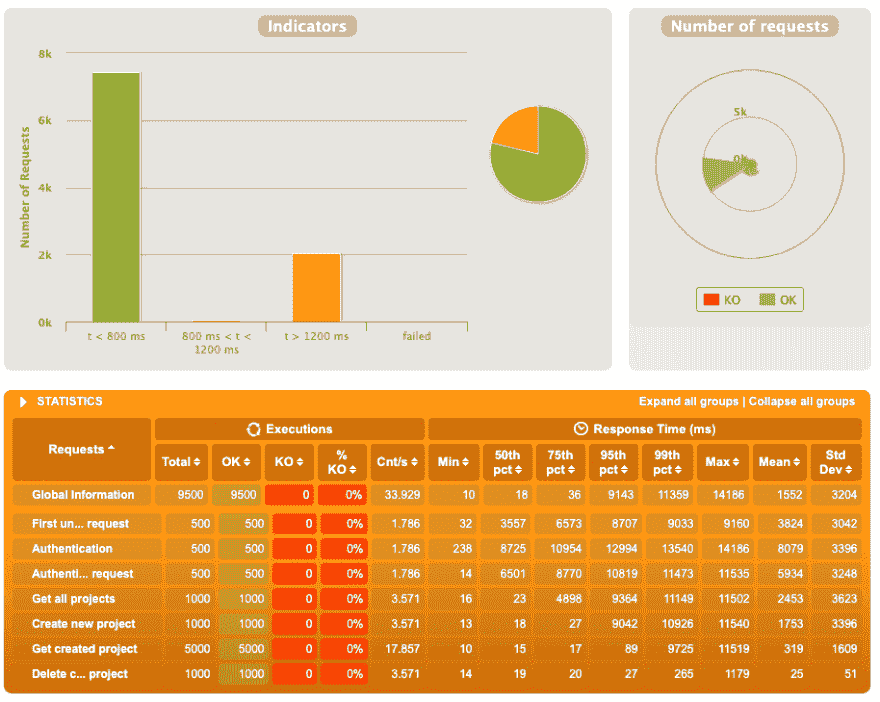 Indicators
Number of Requests
8k
6k
4k
2k
0k
t < 800 ms
800 ms < t <
1200 ms
t > 1200 ms
failed
Number of requests
5k
0k
KO OK
STATISTICS Expand all groups | Collapse all groups
Requests Executions Response Time (ms)
Total OK KO % KO Cnt/s Min 50th pct 75th pct 95th pct 99th pct Max Mean Std Dev
Global Information 9500 9500 0 0% 33.929 10 18 36 9143 11359 14186 1552 3204
First un... request 500 500 0 0% 1.786 32 3557 6573 8707 9033 9160 3824 3042
Authentication 500 500 0 0% 1.786 238 8725 10954 12994 13540 14186 8079 3396
Authenti... request 500 500 0 0% 1.786 14 6501 8770 10819 11473 11535 5934 3248
Get all projects 1000 1000 0 0% 3.571 16 23 4898 9364 11149 11502 2453 3623
Create new project 1000 1000 0 0% 3.571 13 18 27 9042 10926 11540 1753 3396
Get created project 5000 5000 0 0% 17.857 10 15 17 89 9725 11519 319 1609
Delete c... project 1000 1000 0 0% 3.571 14 19 20 27 265 1179 25 51